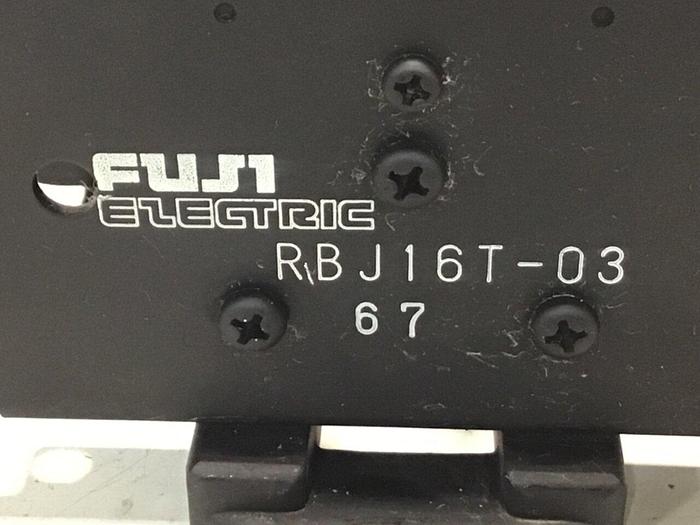 FUJI
ELECTRIC
RBJ16T-03
67